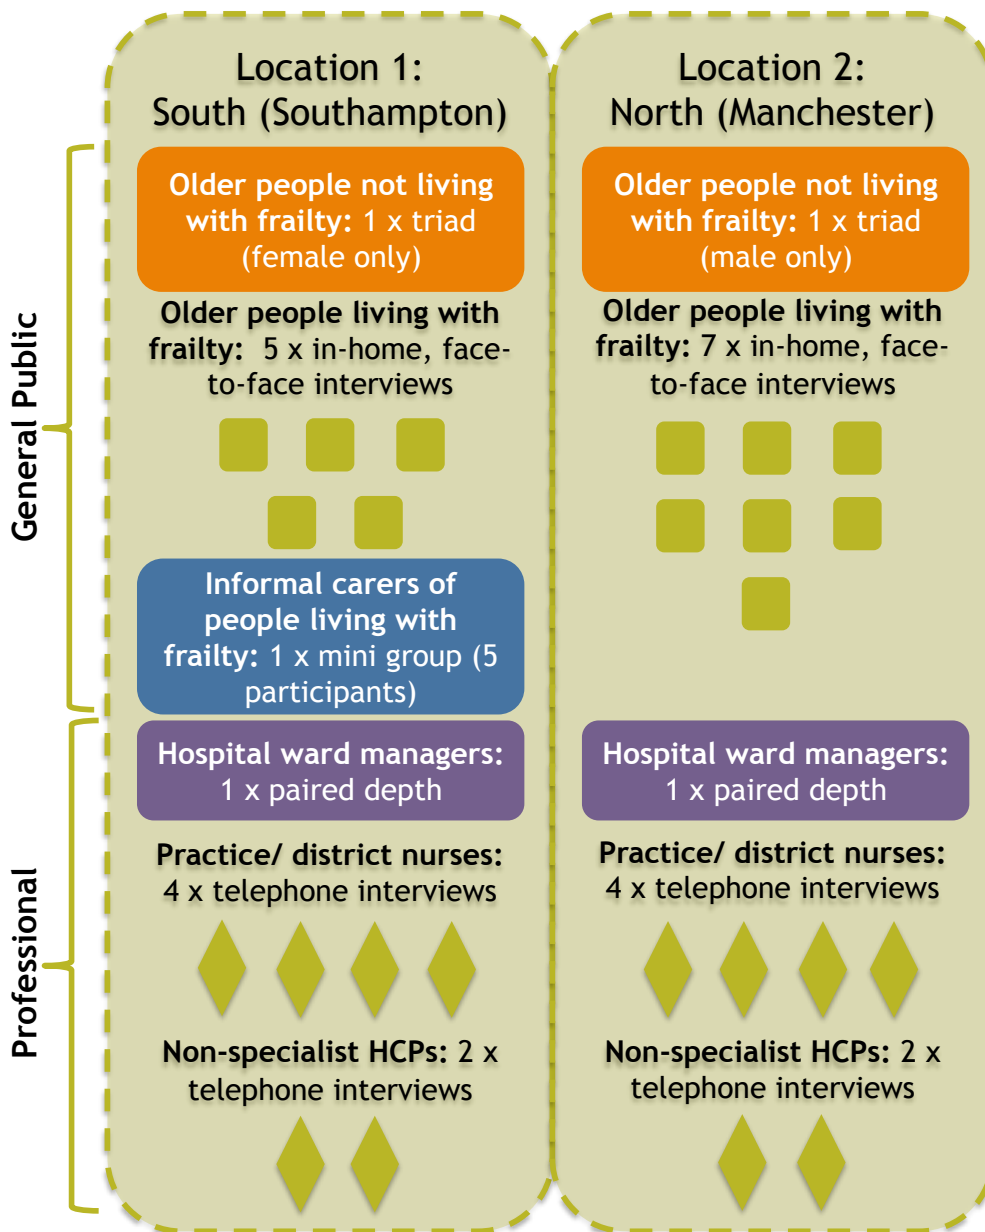 General Public
Professional
Location 1:
South (Southampton)
Older people not living
with frailty: 1 x triad
(female only)
Older people living with
frailty: 5 x in-home, face-
to-face interviews
Informal carers of
people living with
frailty: 1 x mini group (5
participants)
Hospital ward managers:
1 x paired depth
Practice/ district nurses:
4 x telephone interviews
Non-specialist HCPs: 2 x
telephone interviews
Location 2:
North (Manchester)
Older people not living
with frailty: 1 x triad
(male only)
Older people living with
frailty: 7 x in-home, face-
to-face interviews
Hospital ward managers:
1 x paired depth
Practice/ district nurses:
4 x telephone interviews
Non-specialist HCPs: 2 x
telephone interviews